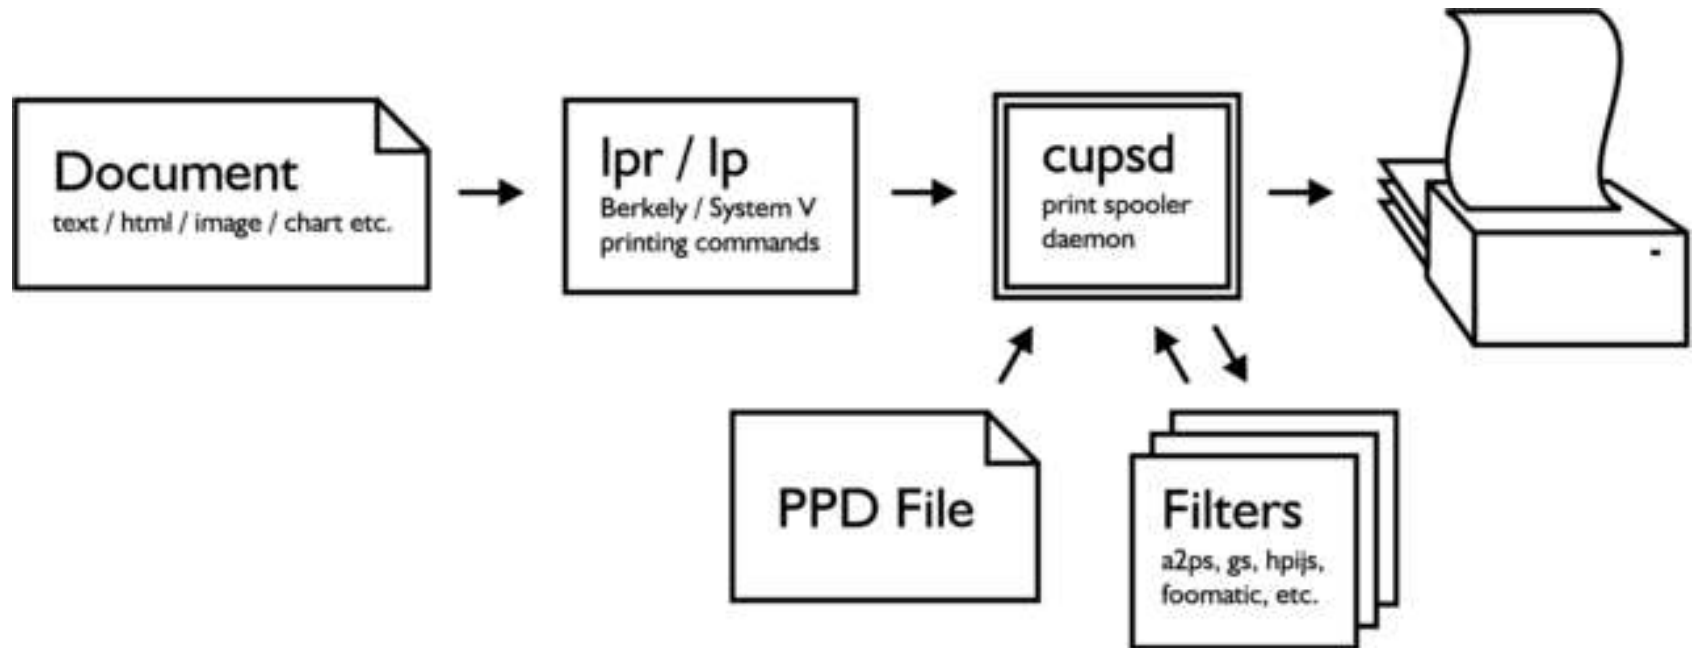 Document
text / html / image / chart etc.
lpr / lp
Berkely / System V
printing commands
cupsd
print spooler
daemon
PPD File
Filters
a2ps, gs, hpijs,
foomatic, etc.